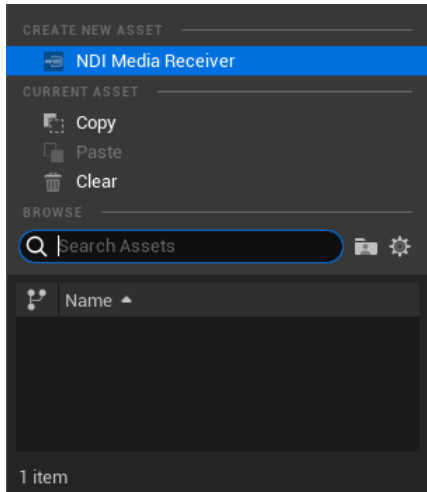 CREATE NEW ASSET
NDI Media Receiver
CURRENT ASSET
Copy
Paste
Clear
BROWSE
Search Assets
Name
1 item